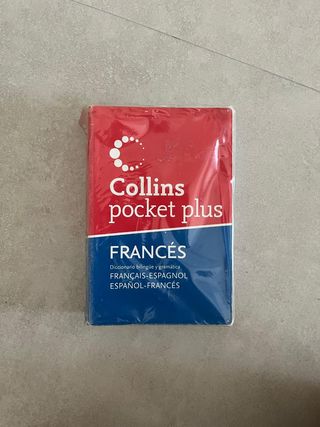 Collins
pocket plus
FRANCÉS
Diccionario bilingüe y gramática
FRANÇAIS-ESPAGNOL
ESPAÑOL-FRANCÉS